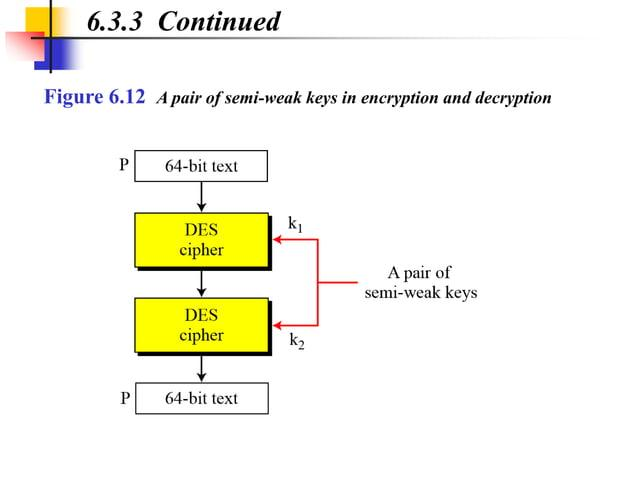 6.3.3 Continued
Figure 6.12 A pair of semi-weak keys in encryption and decryption
P 64-bit text
DES
cipher
k1
A pair of
semi-weak keys
DES
cipher
k2
P 64-bit text